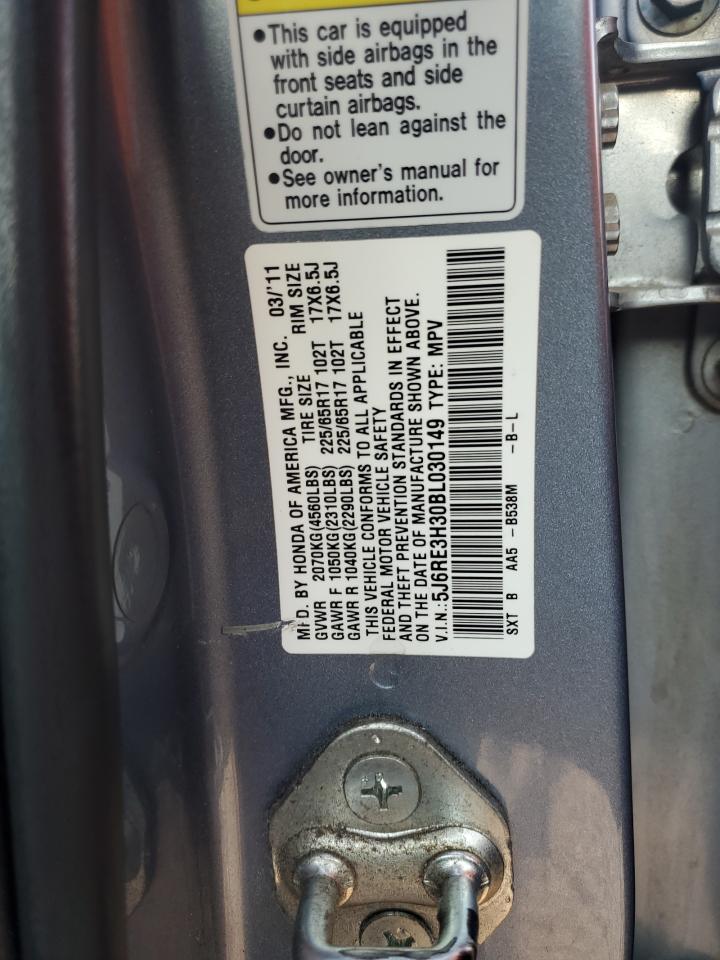 •This car is equipped
with side airbags in the
front seats and side
curtain airbags.
•Do not lean against the
door.
•See owner's manual for
more information.
MFD. BY HONDA OF AMERICA MFG., INC. 03/'11
GVWR 2070KG(4560LBS) TIRE SIZE RIM SIZE
GAWR F 1050KG(2310LBS) 225/65R17 102T 17X6.5J
GAWR R 1040KG(2290LBS) 225/65R17 102T 17X6.5J
THIS VEHICLE CONFORMS TO ALL APPLICABLE
FEDERAL MOTOR VEHICLE SAFETY
AND THEFT PREVENTION STANDARDS IN EFFECT
ON THE DATE OF MANUFACTURE SHOWN ABOVE.
V.I.N.:5J6RE3H30BL030149 TYPE: MPV
SXT B AA5 -B538M -B-L